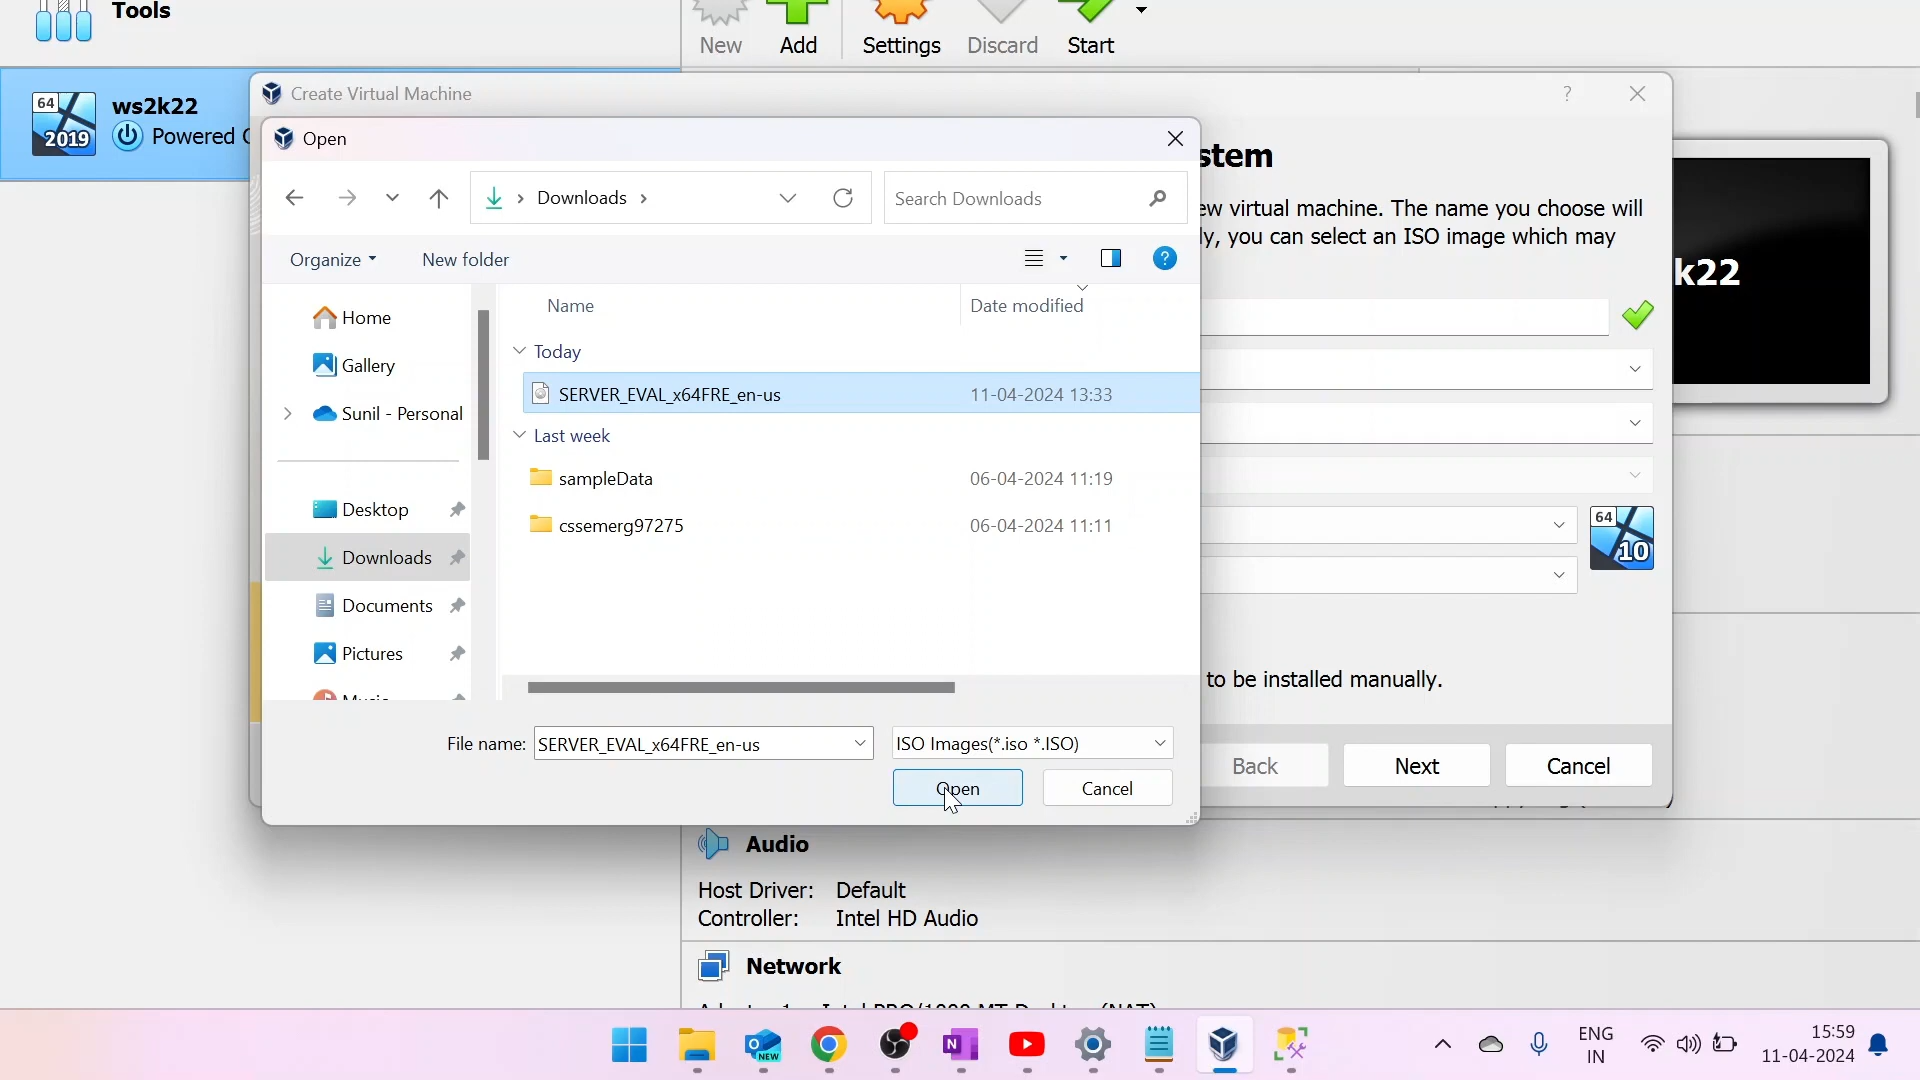 Tools
New
Add
Settings
Discard
Start
64
2019
ws2k22
Powered
Create Virtual Machine
?
Open
Downloads
Search Downloads
Organize
New folder
?
Name
Date modified
Home
Gallery
Sunil - Personal
Desktop
Downloads
Documents
Pictures
Today
SERVER_EVAL_x64FRE_en-us
11-04-2024 13:33
Last week
sampleData
06-04-2024 11:19
cssemerg97275
06-04-2024 11:11
File name:
SERVER_EVAL_x64FRE_en-us
ISO Images(*.iso *.ISO)
Open
Cancel
stem
ew virtual machine. The name you choose will
ly, you can select an ISO image which may
64
10
to be installed manually.
Back
Next
Cancel
k22
Audio
Host Driver: Default
Controller: Intel HD Audio
Network
NEW
N
ENG
IN
15:59
11-04-2024